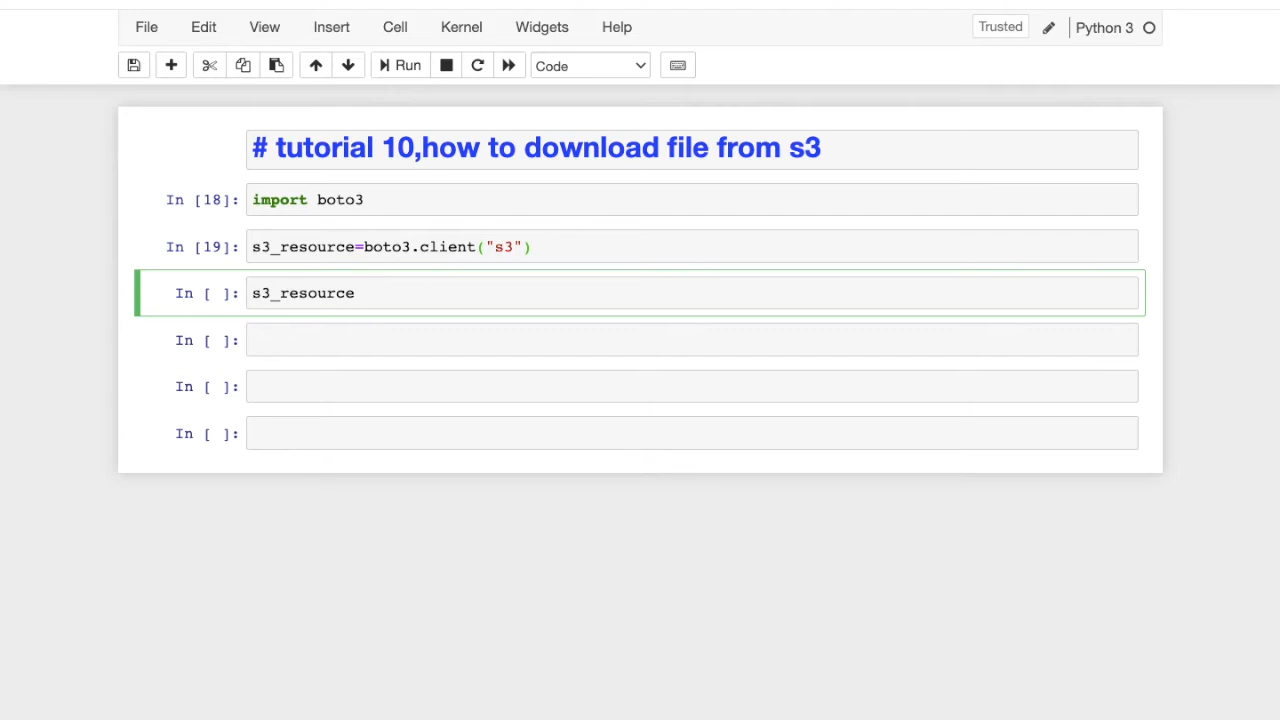 File Edit View Insert Cell Kernel Widgets Help Trusted Python 3
Run Code
# tutorial 10,how to download file from s3
In [18]: import boto3
In [19]: s3_resource=boto3.client("s3")
In [ ]: s3_resource
In [ ]:
In [ ]:
In [ ]: